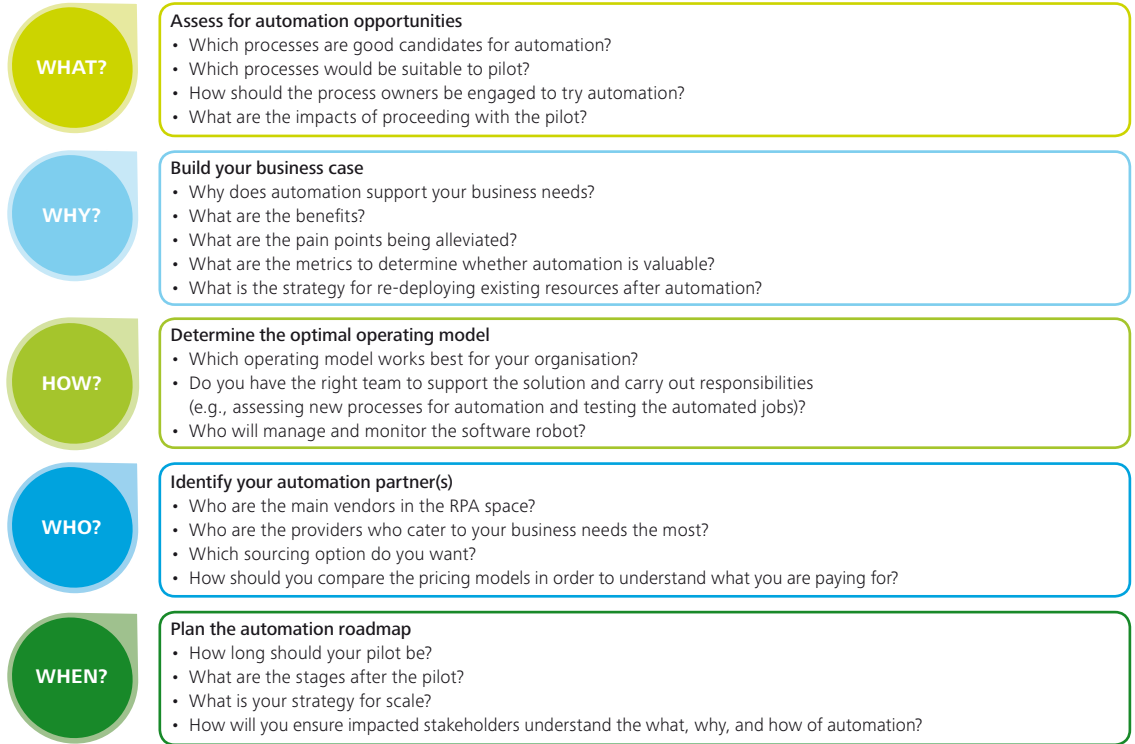 WHAT?
Assess for automation opportunities
• Which processes are good candidates for automation?
• Which processes would be suitable to pilot?
• How should the process owners be engaged to try automation?
• What are the impacts of proceeding with the pilot?
WHY?
Build your business case
• Why does automation support your business needs?
• What are the benefits?
• What are the pain points being alleviated?
• What are the metrics to determine whether automation is valuable?
• What is the strategy for re-deploying existing resources after automation?
HOW?
Determine the optimal operating model
• Which operating model works best for your organisation?
• Do you have the right team to support the solution and carry out responsibilities
(e.g., assessing new processes for automation and testing the automated jobs)?
• Who will manage and monitor the software robot?
WHO?
Identify your automation partner(s)
• Who are the main vendors in the RPA space?
• Who are the providers who cater to your business needs the most?
• Which sourcing option do you want?
• How should you compare the pricing models in order to understand what you are paying for?
WHEN?
Plan the automation roadmap
• How long should your pilot be?
• What are the stages after the pilot?
• What is your strategy for scale?
• How will you ensure impacted stakeholders understand the what, why, and how of automation?